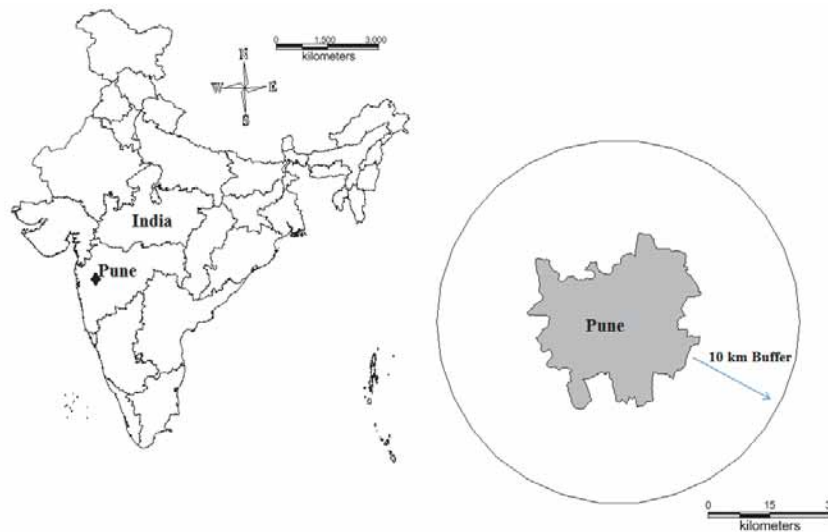 0 1,500 3,000
kilometers
N
W E
S
India
Pune
Pune
10 km Buffer
0 15
kilometers